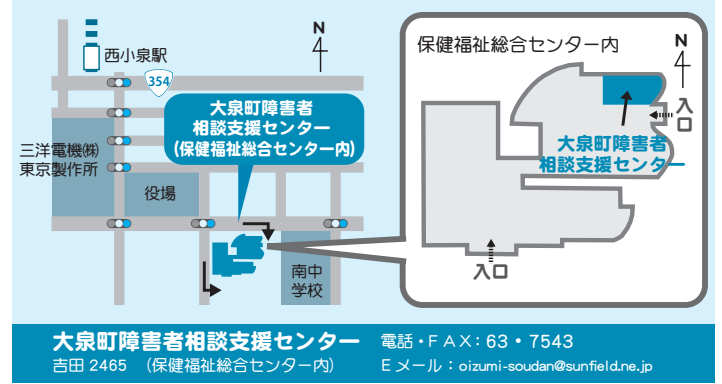 西小泉駅
354
N
大泉町障害者
相談支援センター
(保健福祉総合センター内)
三洋電機㈱
東京製作所
役場
南中
学校
保健福祉総合センター内
N
入口
大泉町障害者
相談支援センター
入口
大泉町障害者相談支援センター 電話・FAX:63・7543
吉田 2465 (保健福祉総合センター内) Eメール:oizumi-soudan@sunfield.ne.jp